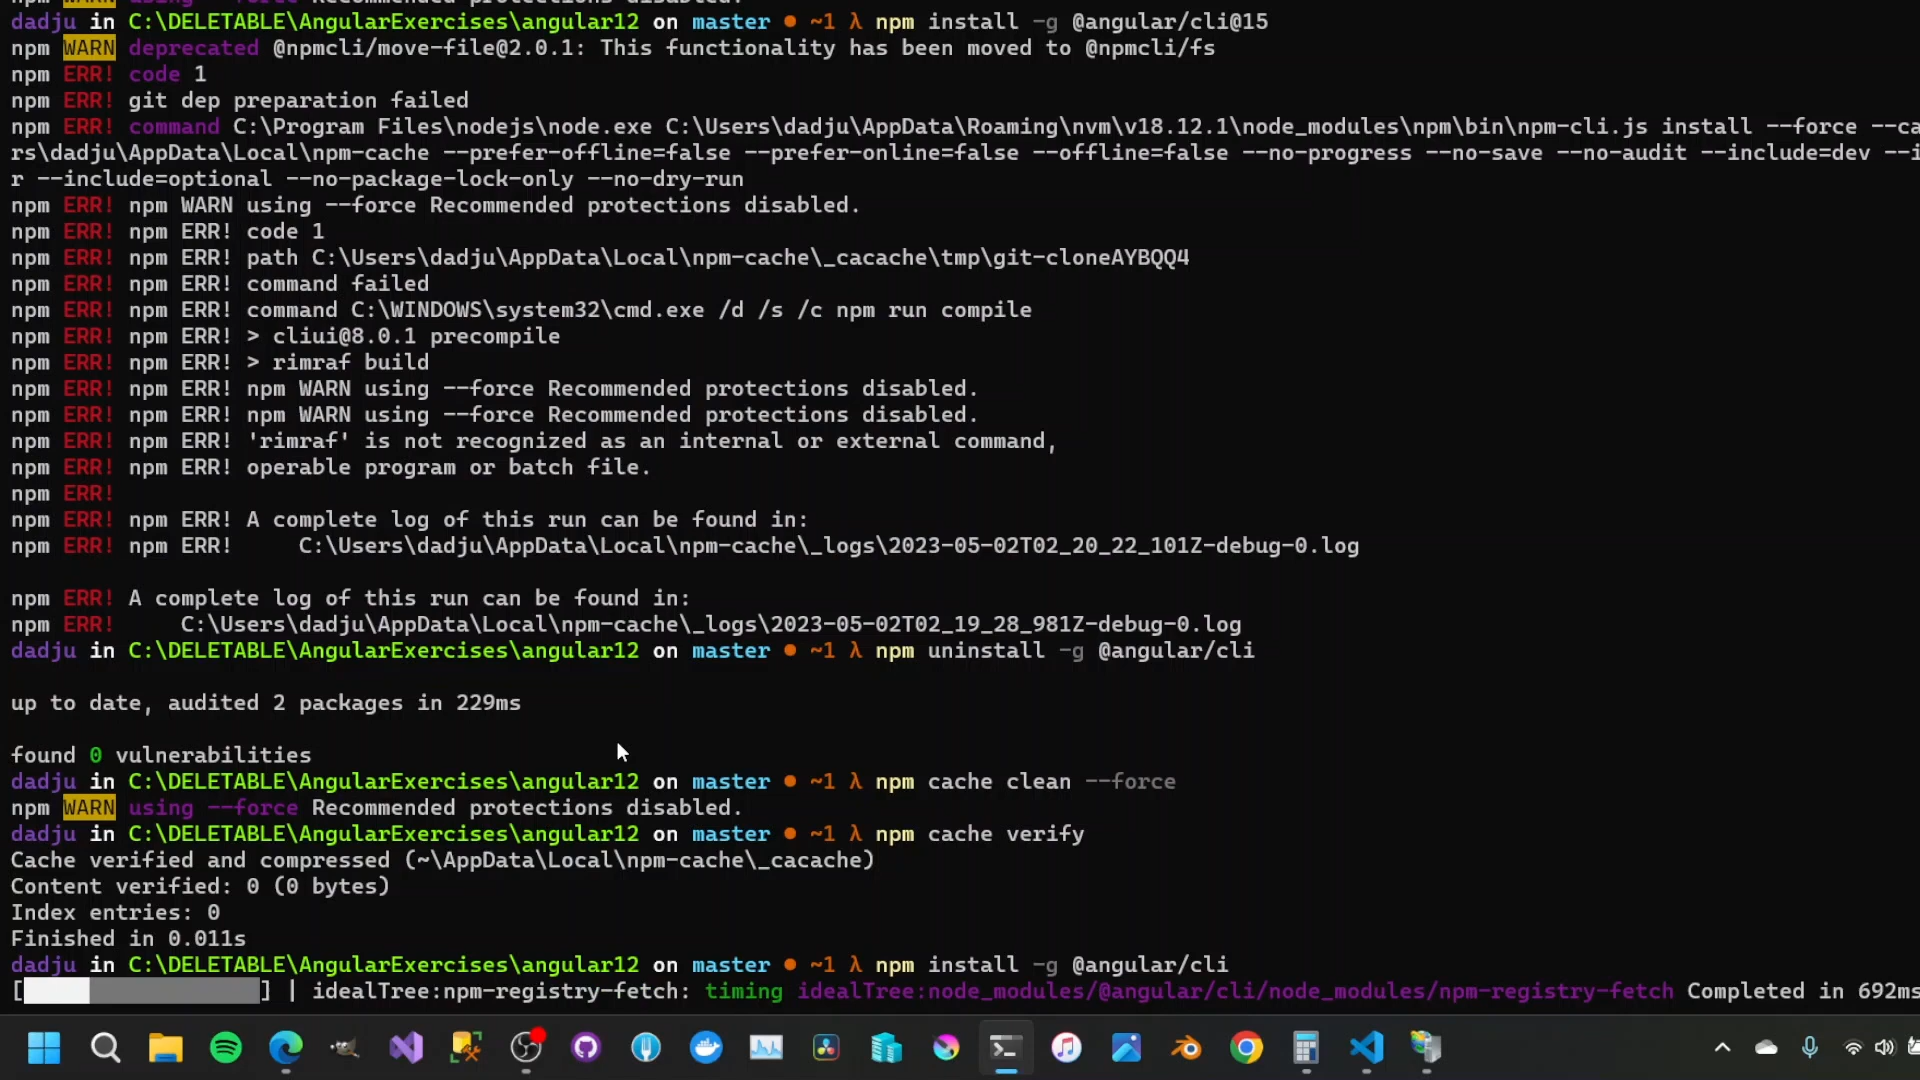 npm WARN using --force Recommended protections disabled.
dadju in C:\DELETABLE\AngularExercises\angular12 on master ● ~1 λ npm install -g @angular/cli@15
npm WARN deprecated @npmcli/move-file@2.0.1: This functionality has been moved to @npmcli/fs
npm ERR! code 1
npm ERR! git dep preparation failed
npm ERR! command C:\Program Files\nodejs\node.exe C:\Users\dadju\AppData\Roaming\nvm\v18.12.1\node_modules\npm\bin\npm-cli.js install --force --ca
rs\dadju\AppData\Local\npm-cache --prefer-offline=false --prefer-online=false --offline=false --no-progress --no-save --no-audit --include=dev --i
r --include=optional --no-package-lock-only --no-dry-run
npm ERR! npm WARN using --force Recommended protections disabled.
npm ERR! npm ERR! code 1
npm ERR! npm ERR! path C:\Users\dadju\AppData\Local\npm-cache\_cacache\tmp\git-cloneAYBQQ4
npm ERR! npm ERR! command failed
npm ERR! npm ERR! command C:\WINDOWS\system32\cmd.exe /d /s /c npm run compile
npm ERR! npm ERR! > cliui@8.0.1 precompile
npm ERR! npm ERR! > rimraf build
npm ERR! npm ERR! npm WARN using --force Recommended protections disabled.
npm ERR! npm ERR! npm WARN using --force Recommended protections disabled.
npm ERR! npm ERR! 'rimraf' is not recognized as an internal or external command,
npm ERR! npm ERR! operable program or batch file.
npm ERR!
npm ERR! npm ERR! A complete log of this run can be found in:
npm ERR! npm ERR!     C:\Users\dadju\AppData\Local\npm-cache\_logs\2023-05-02T02_20_22_101Z-debug-0.log
npm ERR! A complete log of this run can be found in:
npm ERR!     C:\Users\dadju\AppData\Local\npm-cache\_logs\2023-05-02T02_19_28_981Z-debug-0.log
dadju in C:\DELETABLE\AngularExercises\angular12 on master ● ~1 λ npm uninstall -g @angular/cli
up to date, audited 2 packages in 229ms
found 0 vulnerabilities
dadju in C:\DELETABLE\AngularExercises\angular12 on master ● ~1 λ npm cache clean --force
npm WARN using --force Recommended protections disabled.
dadju in C:\DELETABLE\AngularExercises\angular12 on master ● ~1 λ npm cache verify
Cache verified and compressed (~\AppData\Local\npm-cache\_cacache)
Content verified: 0 (0 bytes)
Index entries: 0
Finished in 0.011s
dadju in C:\DELETABLE\AngularExercises\angular12 on master ● ~1 λ npm install -g @angular/cli
[ ] | idealTree:npm-registry-fetch: timing idealTree:node_modules/@angular/cli/node_modules/npm-registry-fetch Completed in 692ms